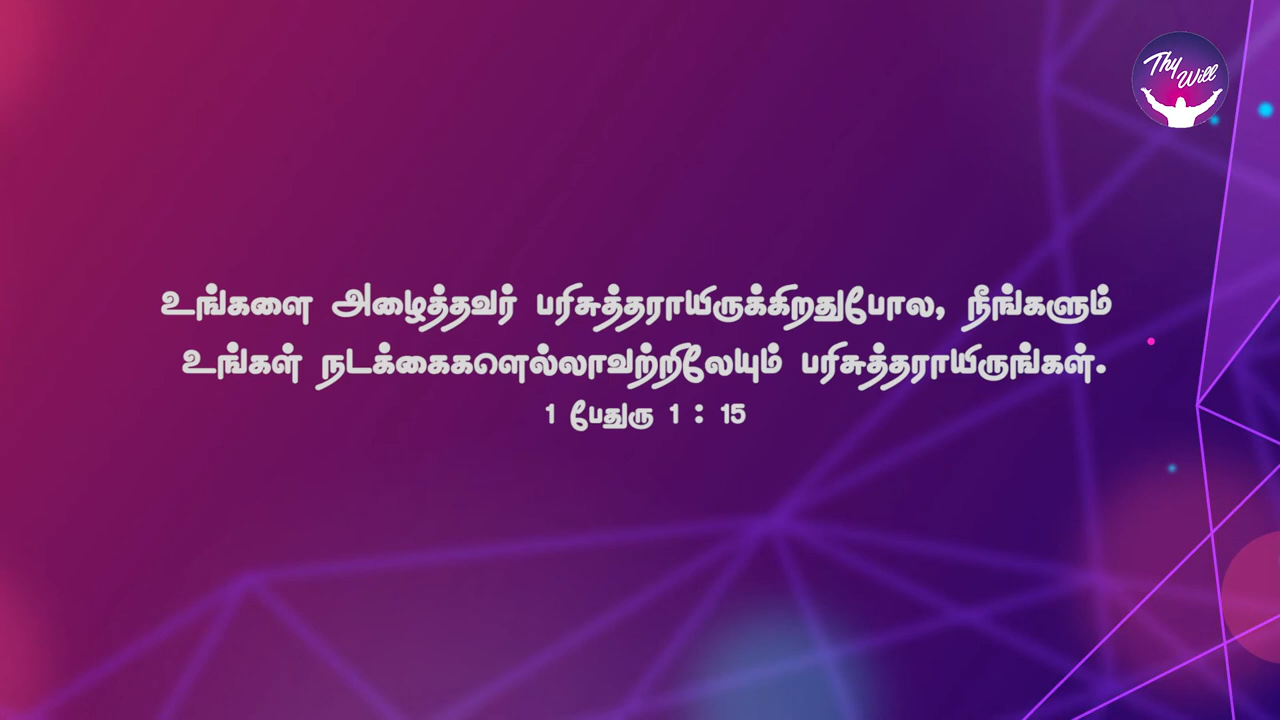 Thy
Will
உங்களை அழைத்தவர் பரிசுத்தராயிருக்கிறதுபோல, நீங்களும்
உங்கள் நடக்கைகளெல்லாவற்றிலேயும் பரிசுத்தராயிருங்கள்.
1 பேதுரு 1 : 15